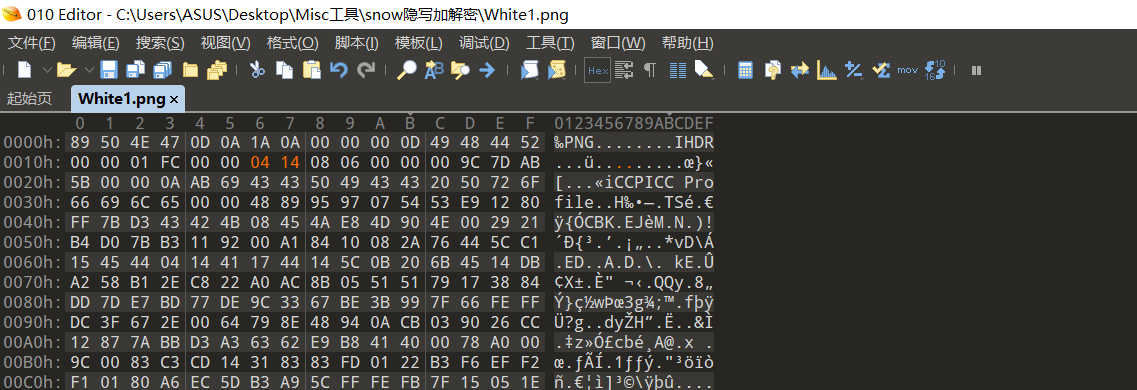 010 Editor - C:\Users\ASUS\Desktop\Misc工具\snow隐写加解密\White1.png
文件(F) 编辑(E) 搜索(S) 视图(V) 格式(O) 脚本(I) 模板(L) 调试(D) 工具(T) 窗口(W) 帮助(H)
Hex mov
起始页 White1.png ×
0 1 2 3 4 5 6 7 8 9 A B C D E F 0123456789ABCDEF
0000h: 89 50 4E 47 0D 0A 1A 0A 00 00 00 0D 49 48 44 52 ‰PNG........IHDR
0010h: 00 00 01 FC 00 00 04 14 08 06 00 00 00 9C 7D AB ...ü.........œ}«
0020h: 5B 00 00 0A AB 69 43 43 50 49 43 43 20 50 72 6F [...«iCCPICC Pro
0030h: 66 69 6C 65 00 00 48 89 95 97 07 54 53 E9 12 80 file..H‰•—.TSé.€
0040h: FF 7B D3 43 42 4B 08 45 4A E8 4D 90 4E 00 29 21 ÿ{ÓCBK.EJèM.N.)!
0050h: B4 D0 7B B3 11 92 00 A1 84 10 08 2A 76 44 5C C1 ´Ð{³.’.¡„..*vD\Á
0060h: 15 45 44 04 14 41 17 44 14 5C 0B 20 6B 45 14 DB .ED..A.D.\. kE.Û
0070h: A2 58 B1 2E C8 22 A0 AC 8B 05 51 51 79 17 38 84 ¢X±.È" ¬‹.QQy.8„
0080h: DD 7D E7 BD 77 DE 9C 33 67 BE 3B 99 7F 66 FE FF Ý}ç½wÞœ3g¾;™.fþÿ
0090h: DC 3F 67 2E 00 64 79 8E 48 94 0A CB 03 90 26 CC Ü?g..dyŽH”.Ë..&Ì
00A0h: 12 87 7A BB D3 A3 63 62 E9 B8 41 40 00 78 A0 00 .‡z»Ó£cbé¸A@.x .
00B0h: 9C 00 83 C3 CD 14 31 83 83 FD 01 22 B3 F6 EF F2 œ.ƒÃÍ.1ƒƒý."³öïò
00C0h: F1 01 80 A6 EC 5D B3 A9 5C FF FE FB 7F 15 05 1E ñ.€¦ì]³©\ÿþû....